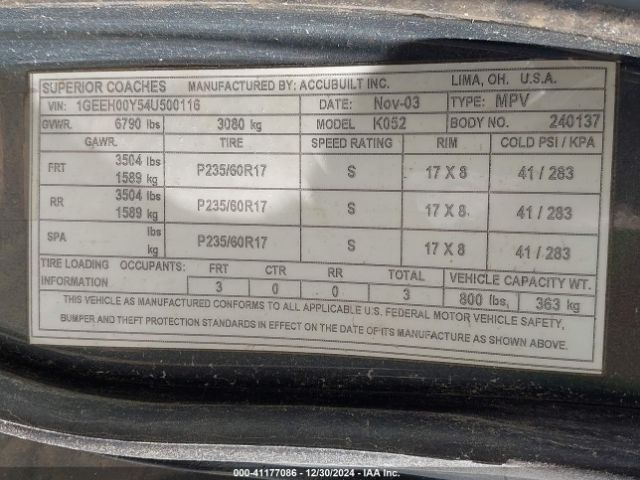 SUPERIOR COACHES MANUFACTURED BY: ACCUBUILT INC. LIMA, OH. U.S.A.
VIN: 1GEEH00Y54U500116 DATE: Nov-03 TYPE: MPV
GVWR. 6790 lbs 3080 kg MODEL K052 BODY NO. 240137
GAWR. TIRE SPEED RATING RIM COLD PSI / KPA
FRT 3504 lbs 1589 kg P235/60R17 S 17 X 8 41 / 283
RR 3504 lbs 1589 kg P235/60R17 S 17 X 8 41 / 283
SPA lbs kg P235/60R17 S 17 X 8 41 / 283
TIRE LOADING OCCUPANTS: FRT CTR RR TOTAL VEHICLE CAPACITY WT.
INFORMATION 3 0 0 3 800 lbs, 363 kg
THIS VEHICLE AS MANUFACTURED CONFORMS TO ALL APPLICABLE U.S. FEDERAL MOTOR VEHICLE SAFETY,
BUMPER AND THEFT PROTECTION STANDARDS IN EFFECT ON THE DATE OF ITS MANUFACTURE AS SHOWN ABOVE.
000-41177086 - 12/30/2024 - IAA Inc.